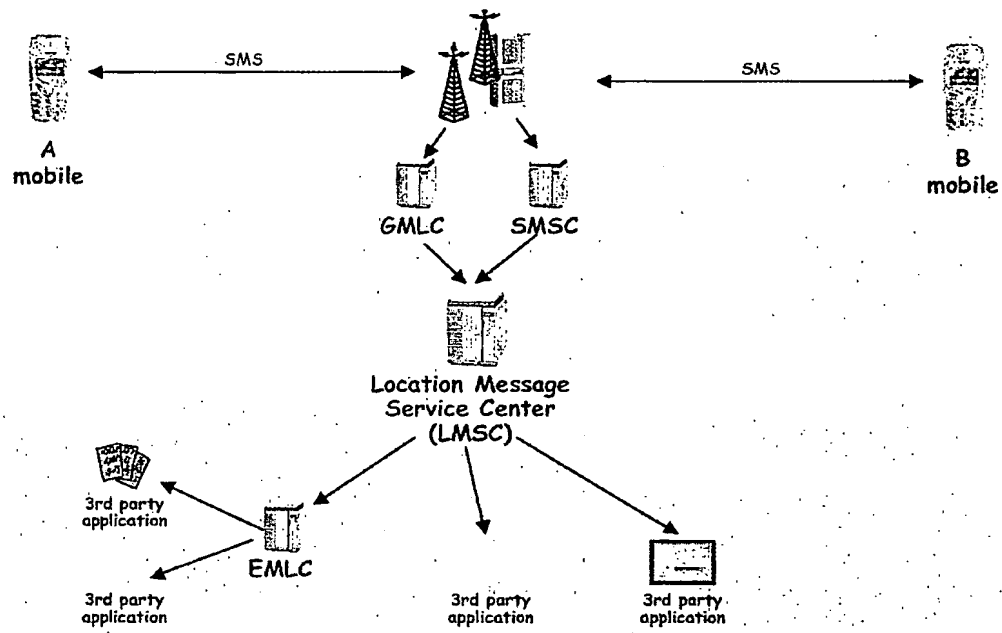 SMS
SMS
A
mobile
B
mobile
GMLC
SMSC
Location Message
Service Center
(LMSC)
3rd party
application
EMLC
3rd party
application
3rd party
application
3rd party
application